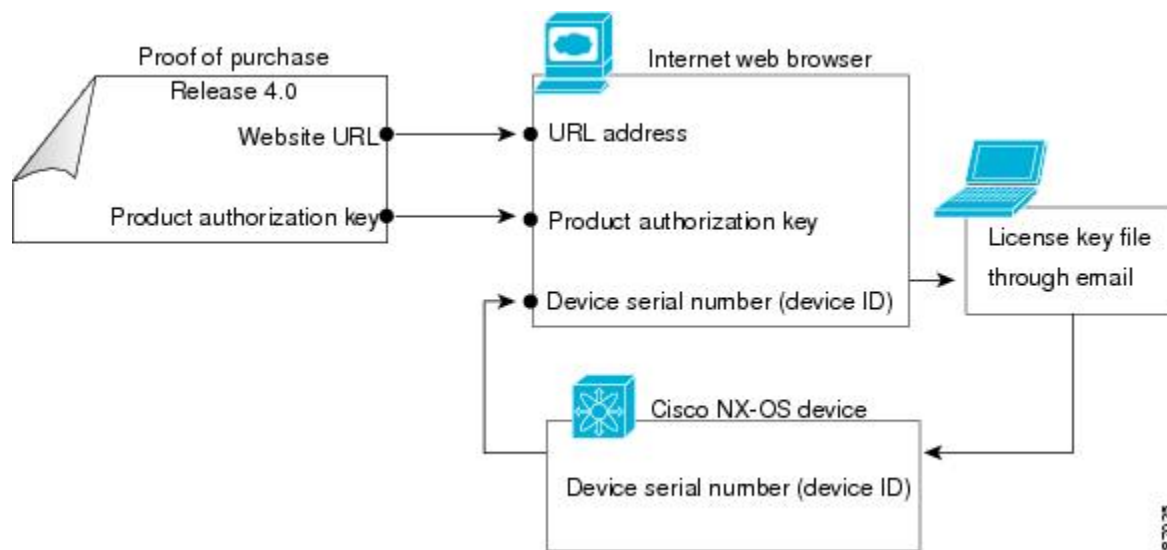 Proof of purchase
Release 4.0
Website URL
Product authorization key
Internet web browser
URL address
Product authorization key
Device serial number (device ID)
License key file
through email
Cisco NX-OS device
Device serial number (device ID)